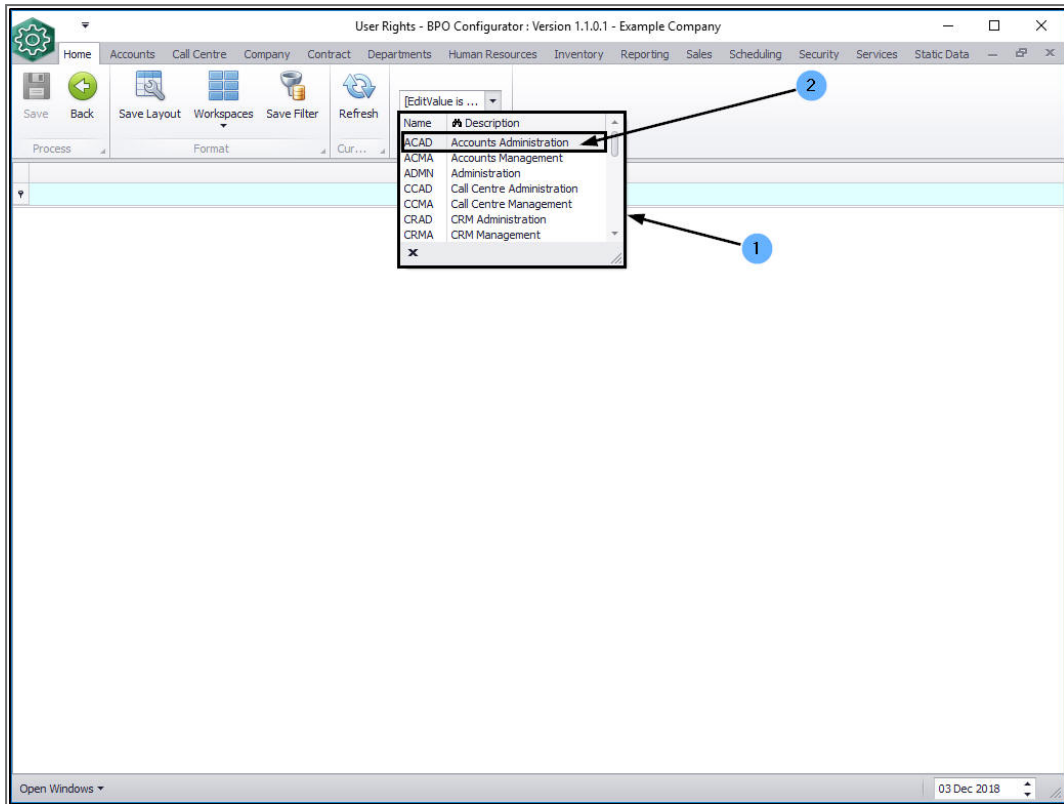 User Rights - BPO Configurator : Version 1.1.0.1 - Example Company
Home Accounts Call Centre Company Contract Departments Human Resources Inventory Reporting Sales Scheduling Security Services Static Data
Save Back Save Layout Workspaces Save Filter Refresh
[EditValue is ...
Process Format Cur...
Name Description
ACAD Accounts Administration
ACMA Accounts Management
ADMN Administration
CCAD Call Centre Administration
CCMA Call Centre Management
CRAD CRM Administration
CRMA CRM Management
x
2
1
Open Windows
03 Dec 2018